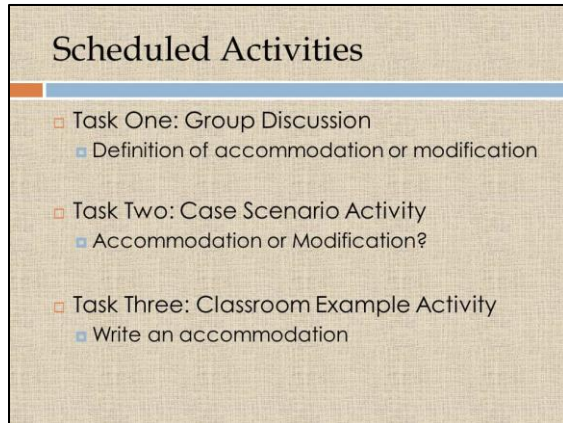 Scheduled Activities
Task One: Group Discussion
Definition of accommodation or modification
Task Two: Case Scenario Activity
Accommodation or Modification?
Task Three: Classroom Example Activity
Write an accommodation